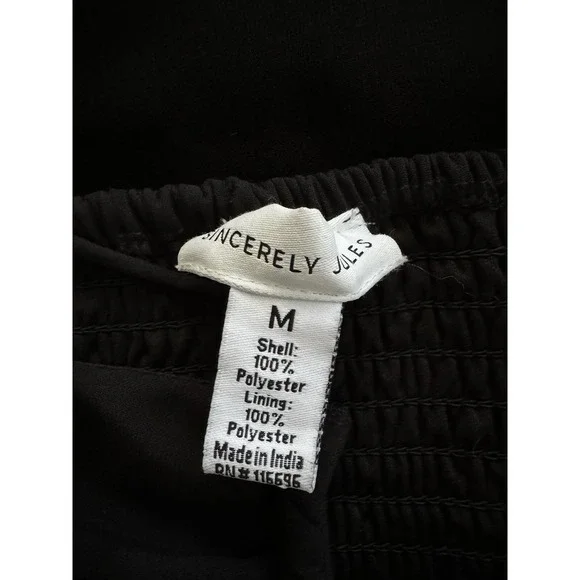 SINCERELY JULES
M
Shell:
100%
Polyester
Lining:
100%
Polyester
Made in India
RN# 116696